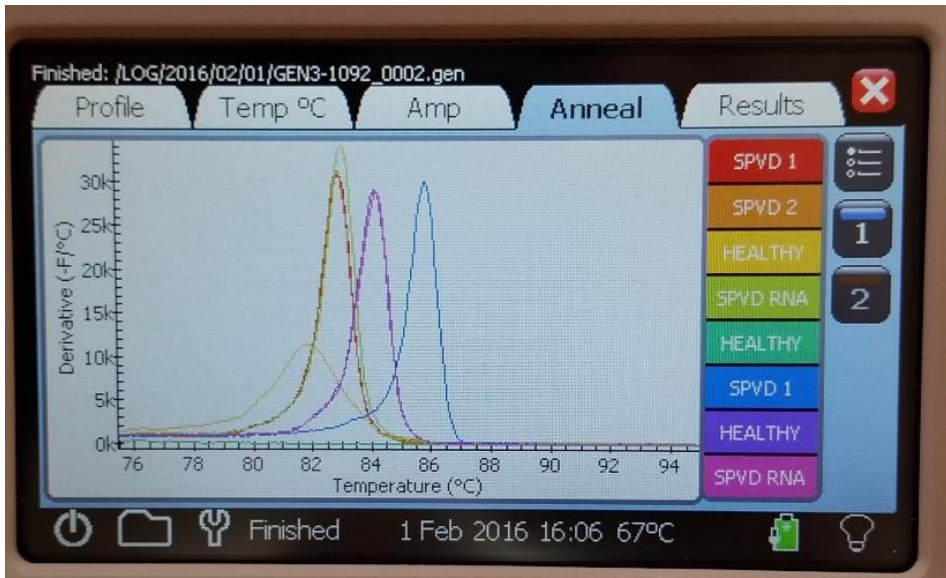 Finished: /LOG/2016/02/01/GEN3-1092_0002.gen
Profile Temp ºC Amp Anneal Results
Derivative (-F/°C)
30k
25k
20k
15k
10k
5k
0k
76 78 80 82 84 86 88 90 92 94
Temperature (°C)
SPVD 1
SPVD 2
HEALTHY
SPVD RNA
HEALTHY
SPVD 1
HEALTHY
SPVD RNA
1
2
Finished 1 Feb 2016 16:06 67ºC